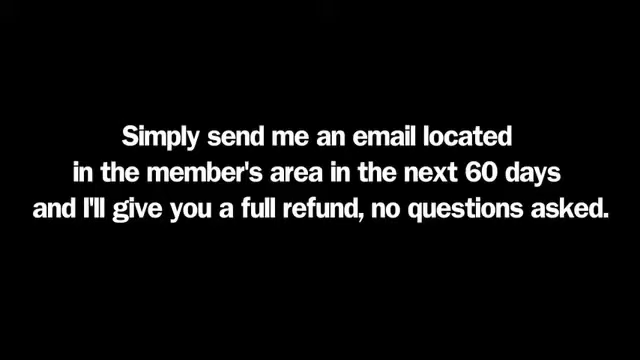 Simply send me an email located
in the member's area in the next 60 days
and I'll give you a full refund, no questions asked.